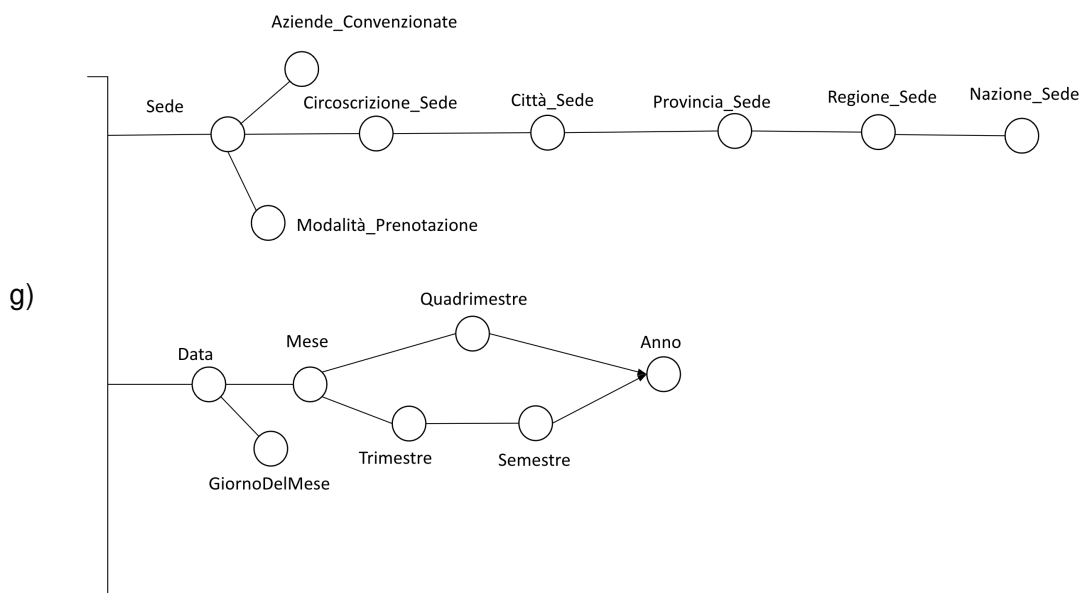 Aziende_Convenzionate
Sede
Circoscrizione_Sede
Città_Sede
Provincia_Sede
Regione_Sede
Nazione_Sede
Modalità_Prenotazione
g)
Quadrimestre
Data
Mese
Anno
Trimestre
Semestre
GiornoDelMese